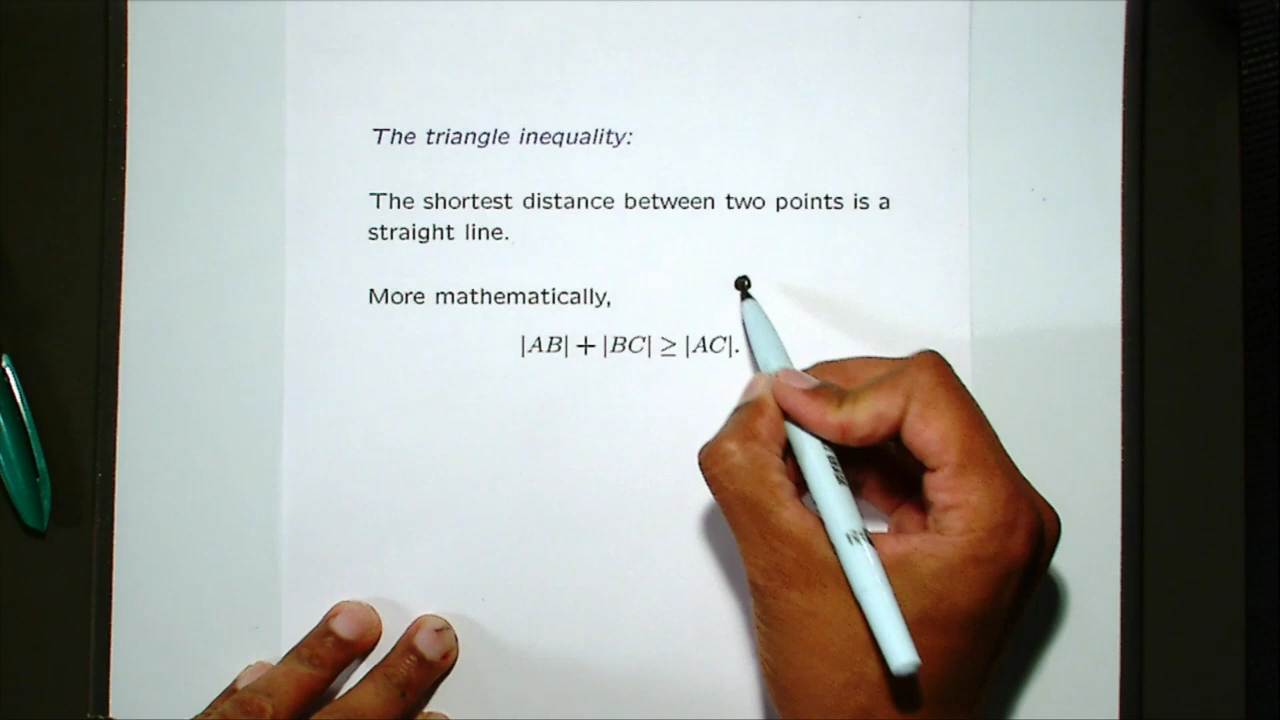 The triangle inequality:
The shortest distance between two points is a
straight line.
More mathematically,
|AB| + |BC| ≥ |AC|.